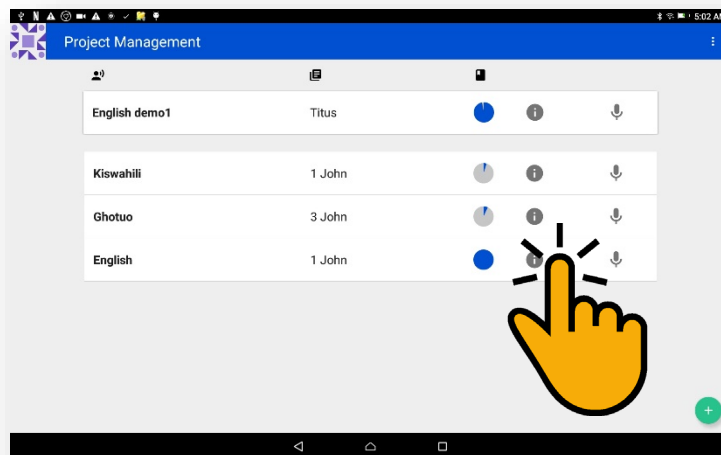 5:02 AM
Project Management
English demo1 Titus
Kiswahili 1 John
Ghotuo 3 John
English 1 John